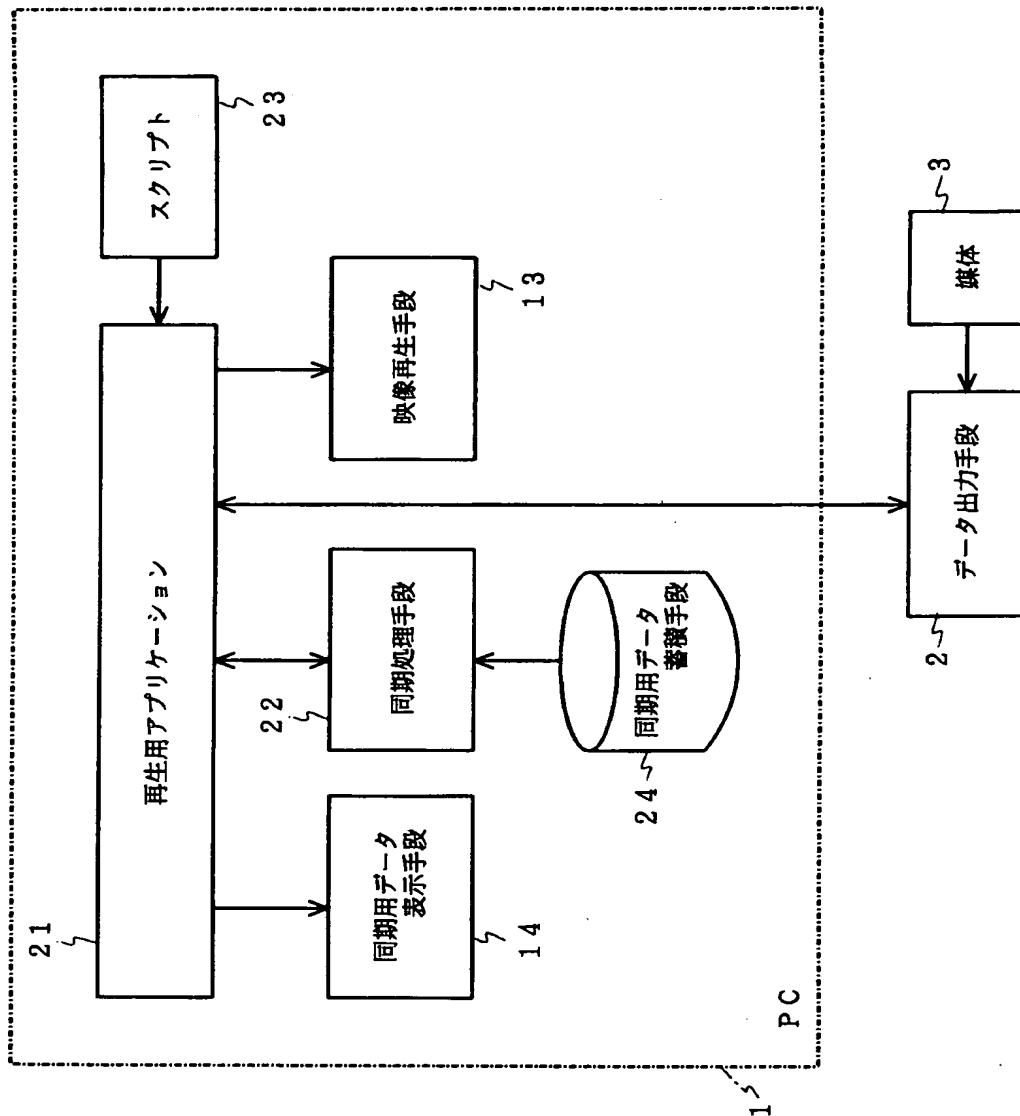 21
再生用アプリケーション
スクリプト
23
同期用データ
表示手段
14
22
同期処理手段
映像再生手段
13
24
同期用データ
蓄積手段
PC
1
2
データ出力手段
媒体
3